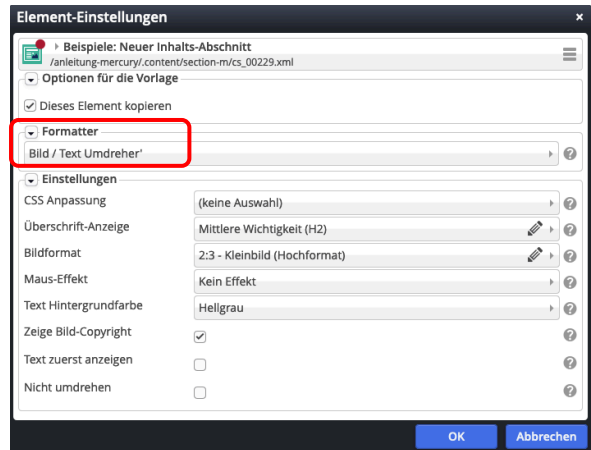 Element-Einstellungen ×
Beispiele: Neuer Inhalts-Abschnitt
/anleitung-mercury/.content/section-m/cs_00229.xml
Optionen für die Vorlage
Dieses Element kopieren
Formatter
Bild / Text Umdreher'
Einstellungen
CSS Anpassung (keine Auswahl)
Überschrift-Anzeige Mittlere Wichtigkeit (H2)
Bildformat 2:3 - Kleinbild (Hochformat)
Maus-Effekt Kein Effekt
Text Hintergrundfarbe Hellgrau
Zeige Bild-Copyright
Text zuerst anzeigen
Nicht umdrehen
OK Abbrechen